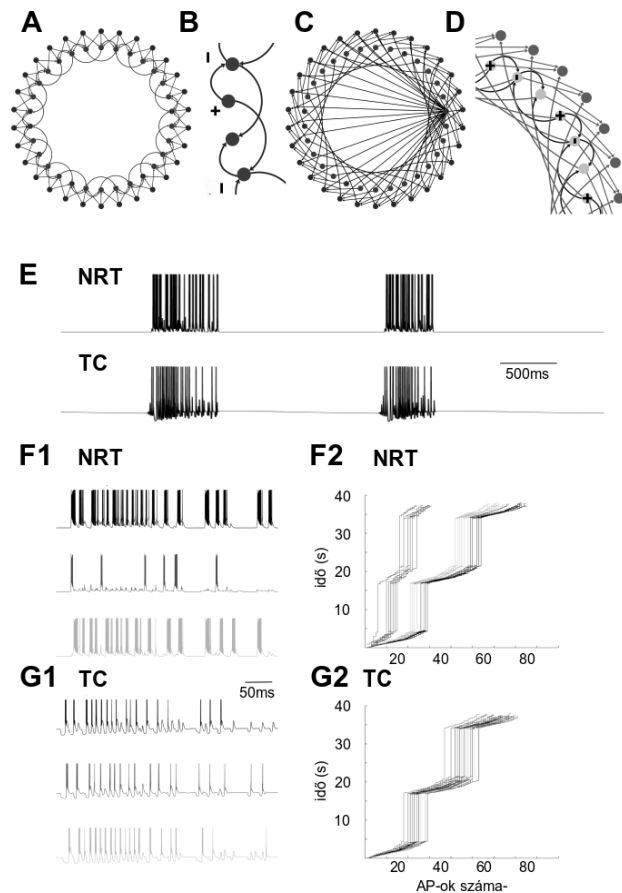 A B C D
I
+
I
+
+
+
E NRT
TC
500ms
F1 NRT
F2 NRT
40
30
20
10
idő (s)
20 40 60 80
G1 TC
50ms
G2 TC
40
30
20
10
idő (s)
20 40 60 80
AP-ok száma-